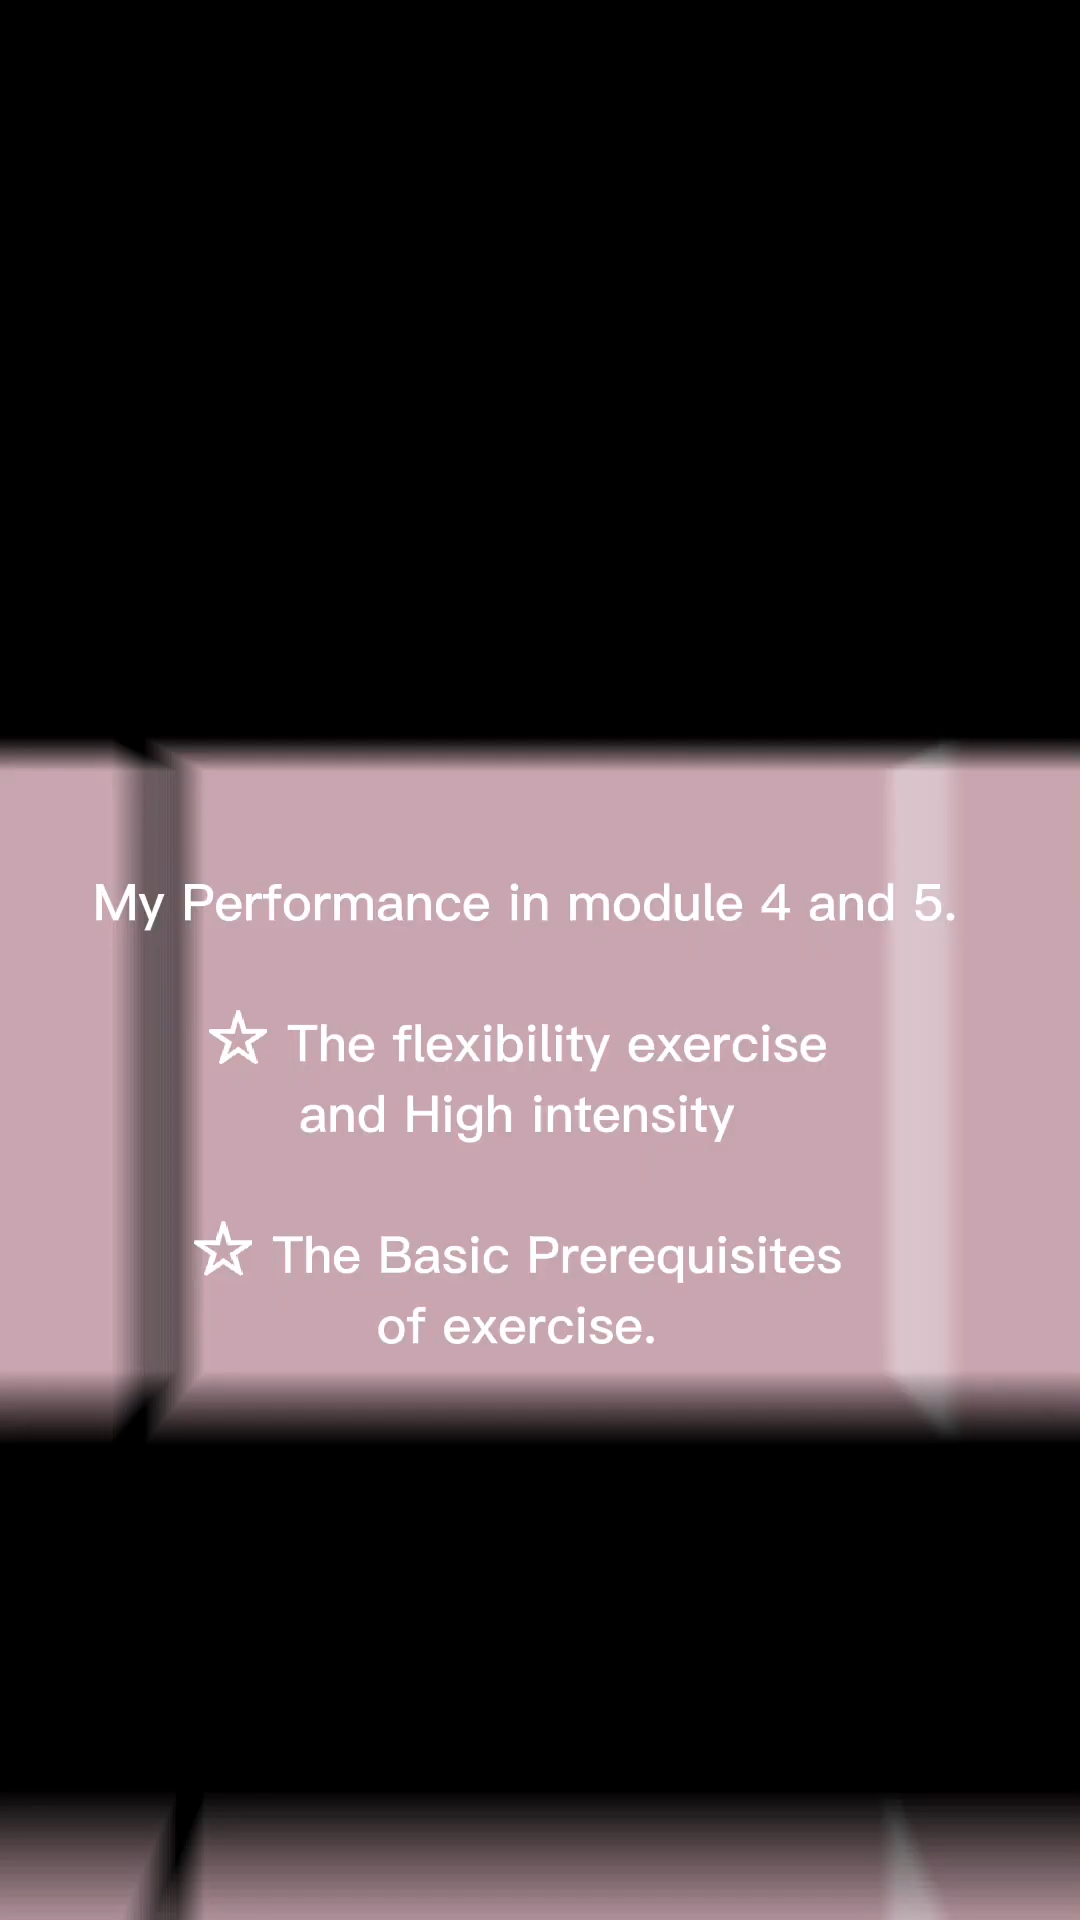 My Performance in module 4 and 5.
☆ The flexibility exercise
and High intensity
☆ The Basic Prerequisites
of exercise.